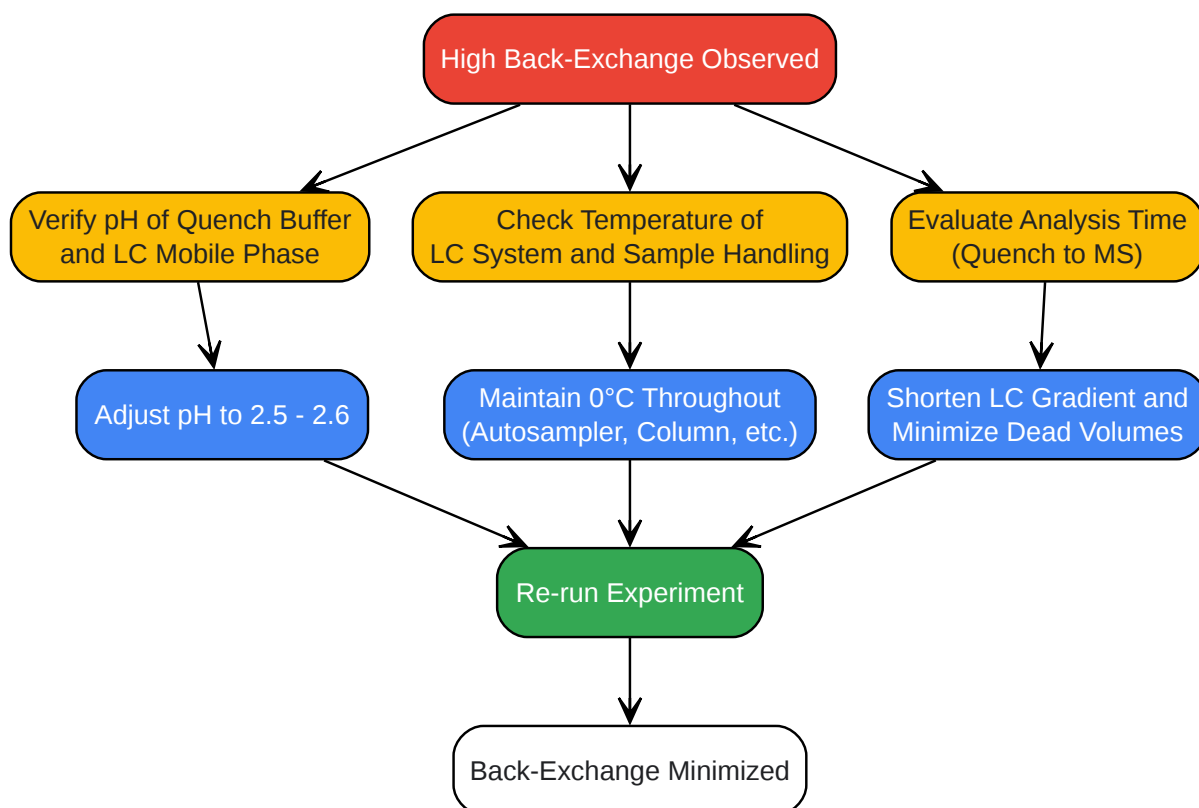 High Back-Exchange Observed
Verify pH of Quench Buffer
and LC Mobile Phase
Check Temperature of
LC System and Sample Handling
Evaluate Analysis Time
(Quench to MS)
Adjust pH to 2.5 - 2.6
Maintain 0°C Throughout
(Autosampler, Column, etc.)
Shorten LC Gradient and
Minimize Dead Volumes
Re-run Experiment
Back-Exchange Minimized